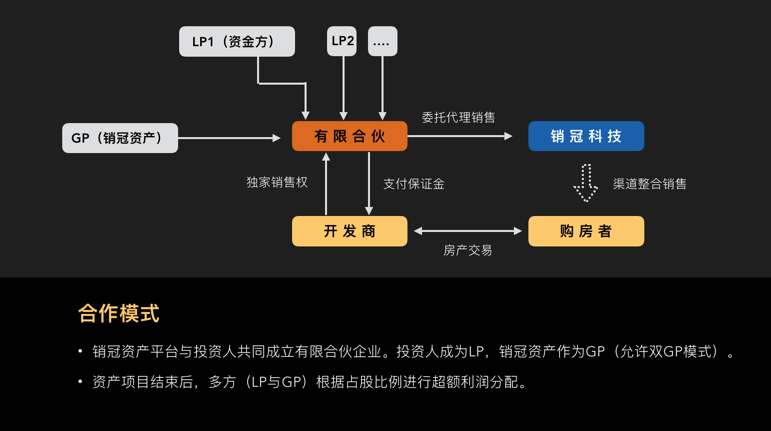 LP1（资金方）
LP2
....
GP（销冠资产）
有限合伙
委托代理销售
销冠科技
独家销售权
支付保证金
渠道整合销售
开发商
房产交易
购房者
合作模式
• 销冠资产平台与投资人共同成立有限合伙企业。投资人成为LP，销冠资产作为GP（允许双GP模式）。
• 资产项目结束后，多方（LP与GP）根据占股比例进行超额利润分配。